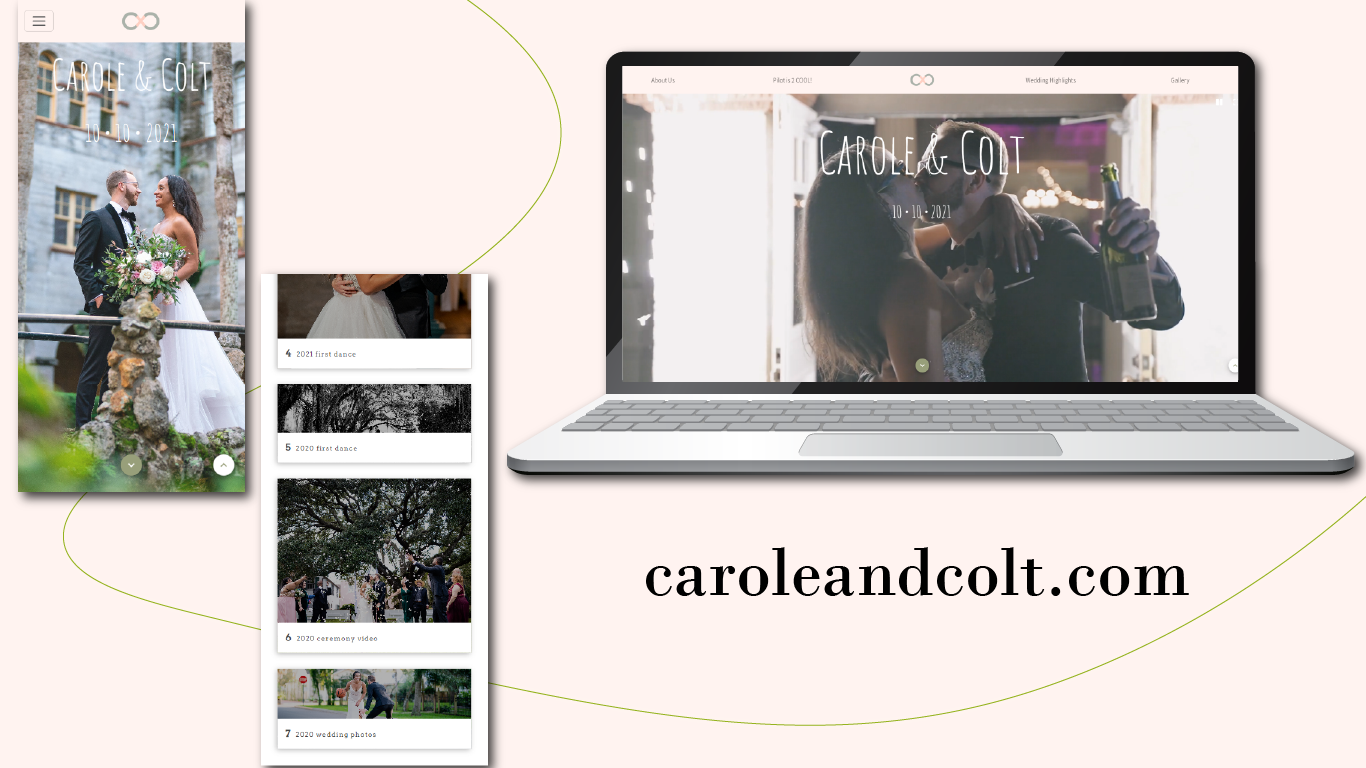 Carole & Colt
10 • 10 • 2021
4 2021 first dance
5 2020 first dance
6 2020 ceremony video
7 2020 wedding photos
About Us
Pilot is 2 COOL!
Wedding Highlights
Gallery
Carole & Colt
10 • 10 • 2021
caroleandcolt.com